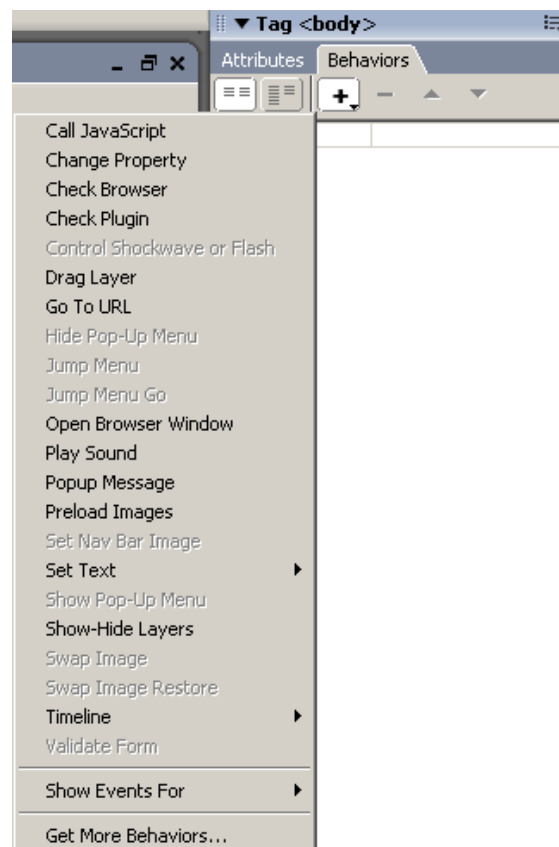 Tag <body>
Attributes Behaviors
Call JavaScript
Change Property
Check Browser
Check Plugin
Control Shockwave or Flash
Drag Layer
Go To URL
Hide Pop-Up Menu
Jump Menu
Jump Menu Go
Open Browser Window
Play Sound
Popup Message
Preload Images
Set Nav Bar Image
Set Text
Show Pop-Up Menu
Show-Hide Layers
Swap Image
Swap Image Restore
Timeline
Validate Form
Show Events For
Get More Behaviors...